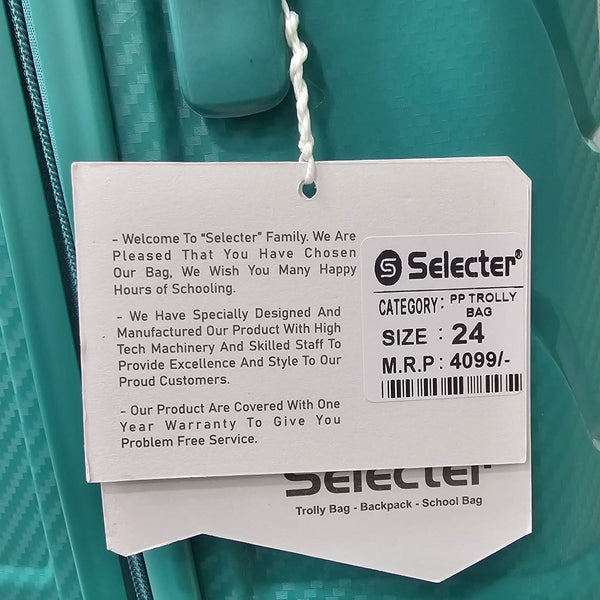 - Welcome To “Selecter” Family. We Are
Pleased That You Have Chosen
Our Bag, We Wish You Many Happy
Hours of Schooling.
- We Have Specially Designed And
Manufactured Our Product With High
Tech Machinery And Skilled Staff To
Provide Excellence And Style To Our
Proud Customers.
- Our Product Are Covered With One
Year Warranty To Give You
Problem Free Service.
S Selecter®
CATEGORY: PP TROLLY
BAG
SIZE : 24
M.R.P : 4099/-
Selecter
Trolly Bag - Backpack - School Bag